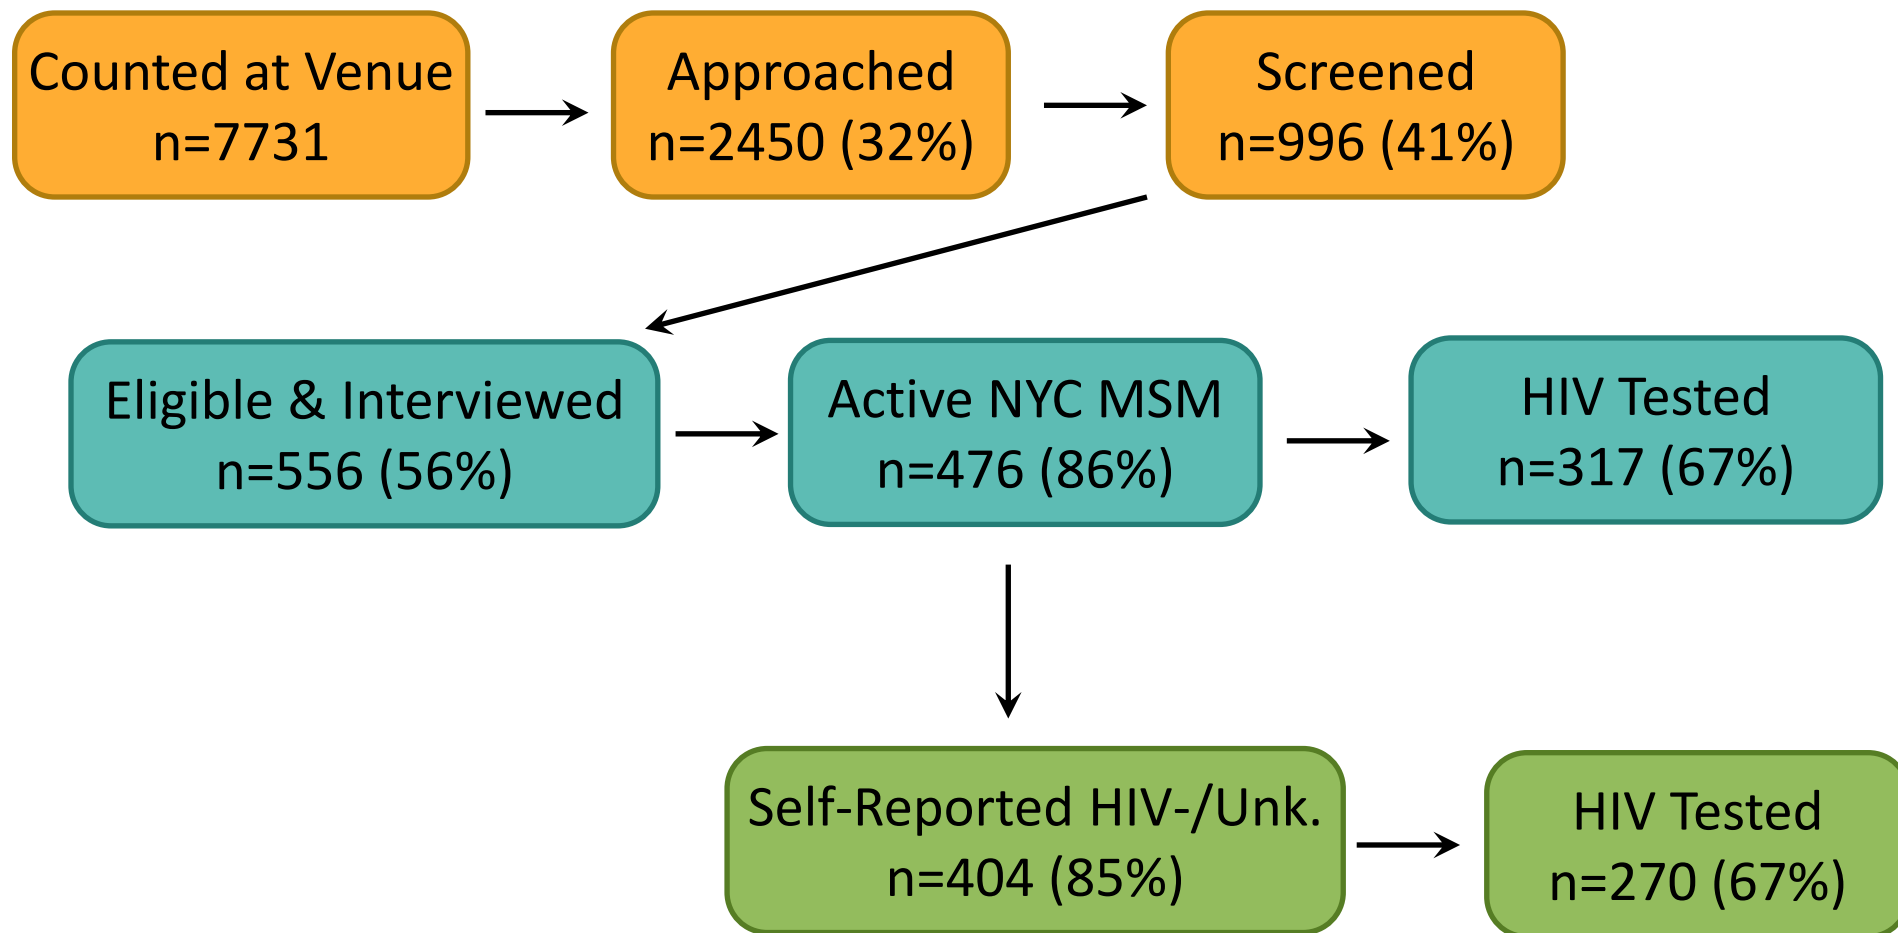 Counted at Venue
n=7731
Approached
n=2450 (32%)
Screened
n=996 (41%)
Eligible & Interviewed
n=556 (56%)
Active NYC MSM
n=476 (86%)
HIV Tested
n=317 (67%)
Self-Reported HIV-/Unk.
n=404 (85%)
HIV Tested
n=270 (67%)